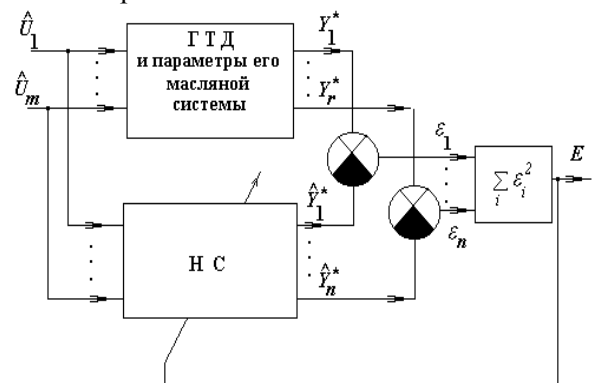 Û₁
Г Т Д
и параметры его
масляной
системы
Y₁*
Ûₘ
Yᵣ*
ε₁
E
∑ εᵢ²
i
Ŷ₁*
εₙ
Н С
Ŷₙ*